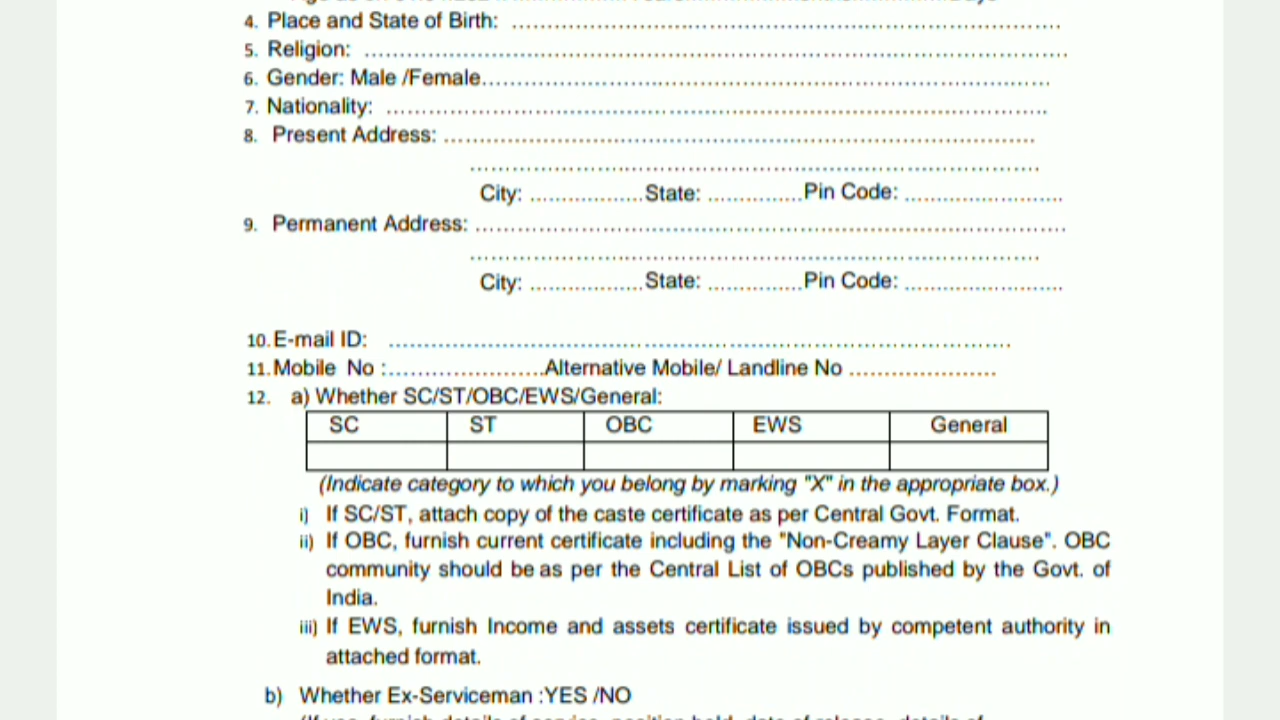 4. Place and State of Birth: ......................................................................................
5. Religion: ..............................................................................................................
6. Gender: Male /Female.........................................................................................
7. Nationality: ........................................................................................................
8. Present Address: .............................................................................................
..........................................................................................
City: ..................State: ...............Pin Code: .........................
9. Permanent Address: .............................................................................................
..........................................................................................
City: ..................State: ...............Pin Code: .........................
10. E-mail ID: ..................................................................................................
11. Mobile No :.........................Alternative Mobile/ Landline No .......................
12. a) Whether SC/ST/OBC/EWS/General:
SC ST OBC EWS General
(Indicate category to which you belong by marking "X" in the appropriate box.)
i) If SC/ST, attach copy of the caste certificate as per Central Govt. Format.
ii) If OBC, furnish current certificate including the "Non-Creamy Layer Clause". OBC
community should be as per the Central List of OBCs published by the Govt. of
India.
iii) If EWS, furnish Income and assets certificate issued by competent authority in
attached format.
b) Whether Ex-Serviceman :YES /NO